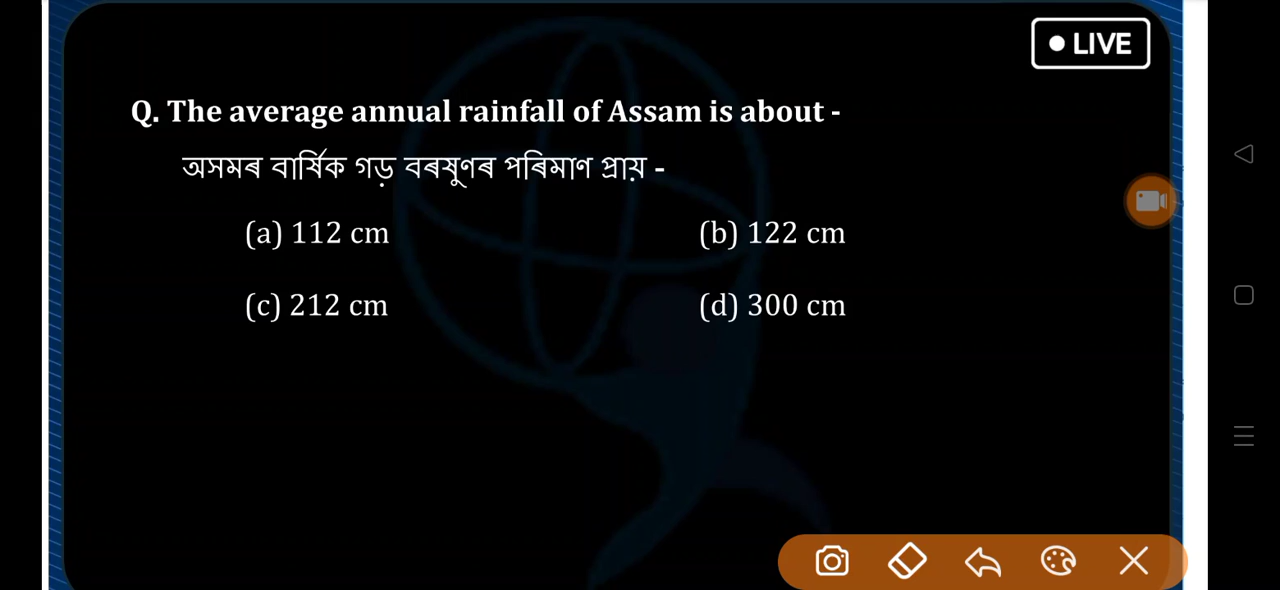 LIVE
Q. The average annual rainfall of Assam is about -
অসমৰ বাৰ্ষিক গড় বৰষুণৰ পৰিমাণ প্ৰায় -
(a) 112 cm (b) 122 cm
(c) 212 cm (d) 300 cm